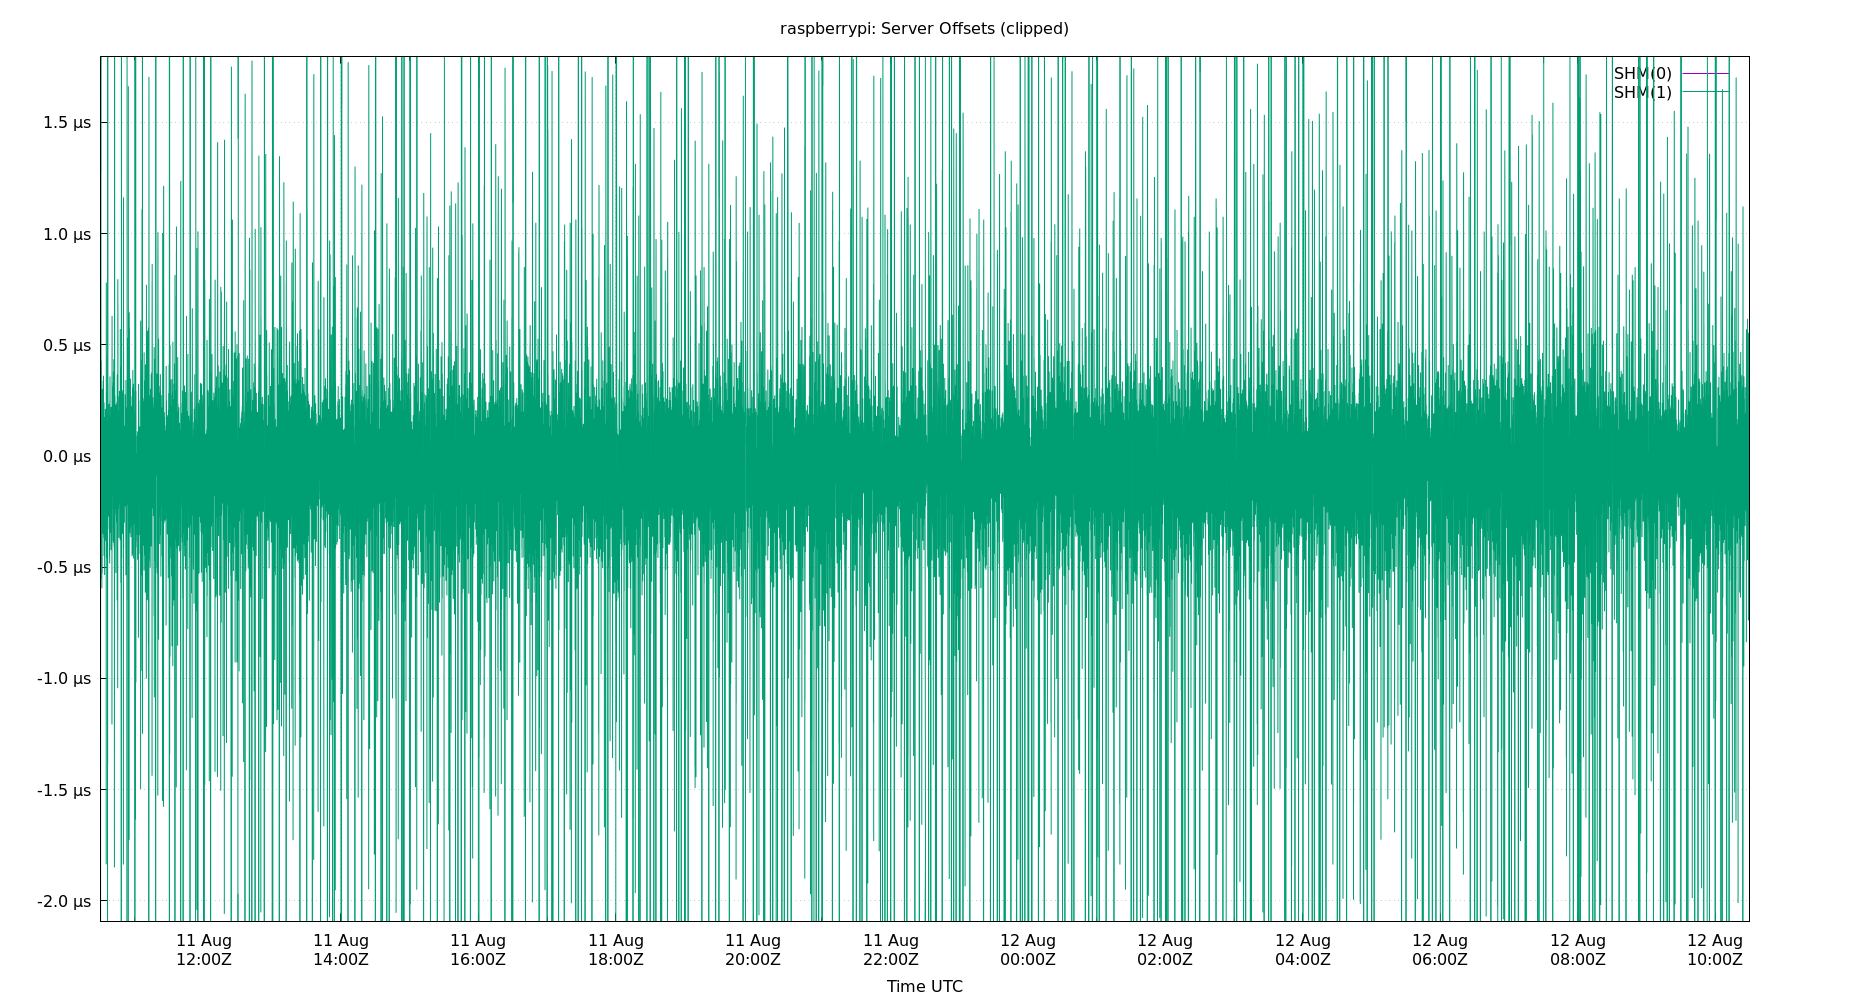 raspberrypi: Server Offsets (clipped)
SHM(0)
SHM(1)
1.5 µs
1.0 µs
0.5 µs
0.0 µs
-0.5 µs
-1.0 µs
-1.5 µs
-2.0 µs
11 Aug 11 Aug 11 Aug 11 Aug 11 Aug 11 Aug 12 Aug 12 Aug 12 Aug 12 Aug 12 Aug 12 Aug
12:00Z 14:00Z 16:00Z 18:00Z 20:00Z 22:00Z 00:00Z 02:00Z 04:00Z 06:00Z 08:00Z 10:00Z
Time UTC